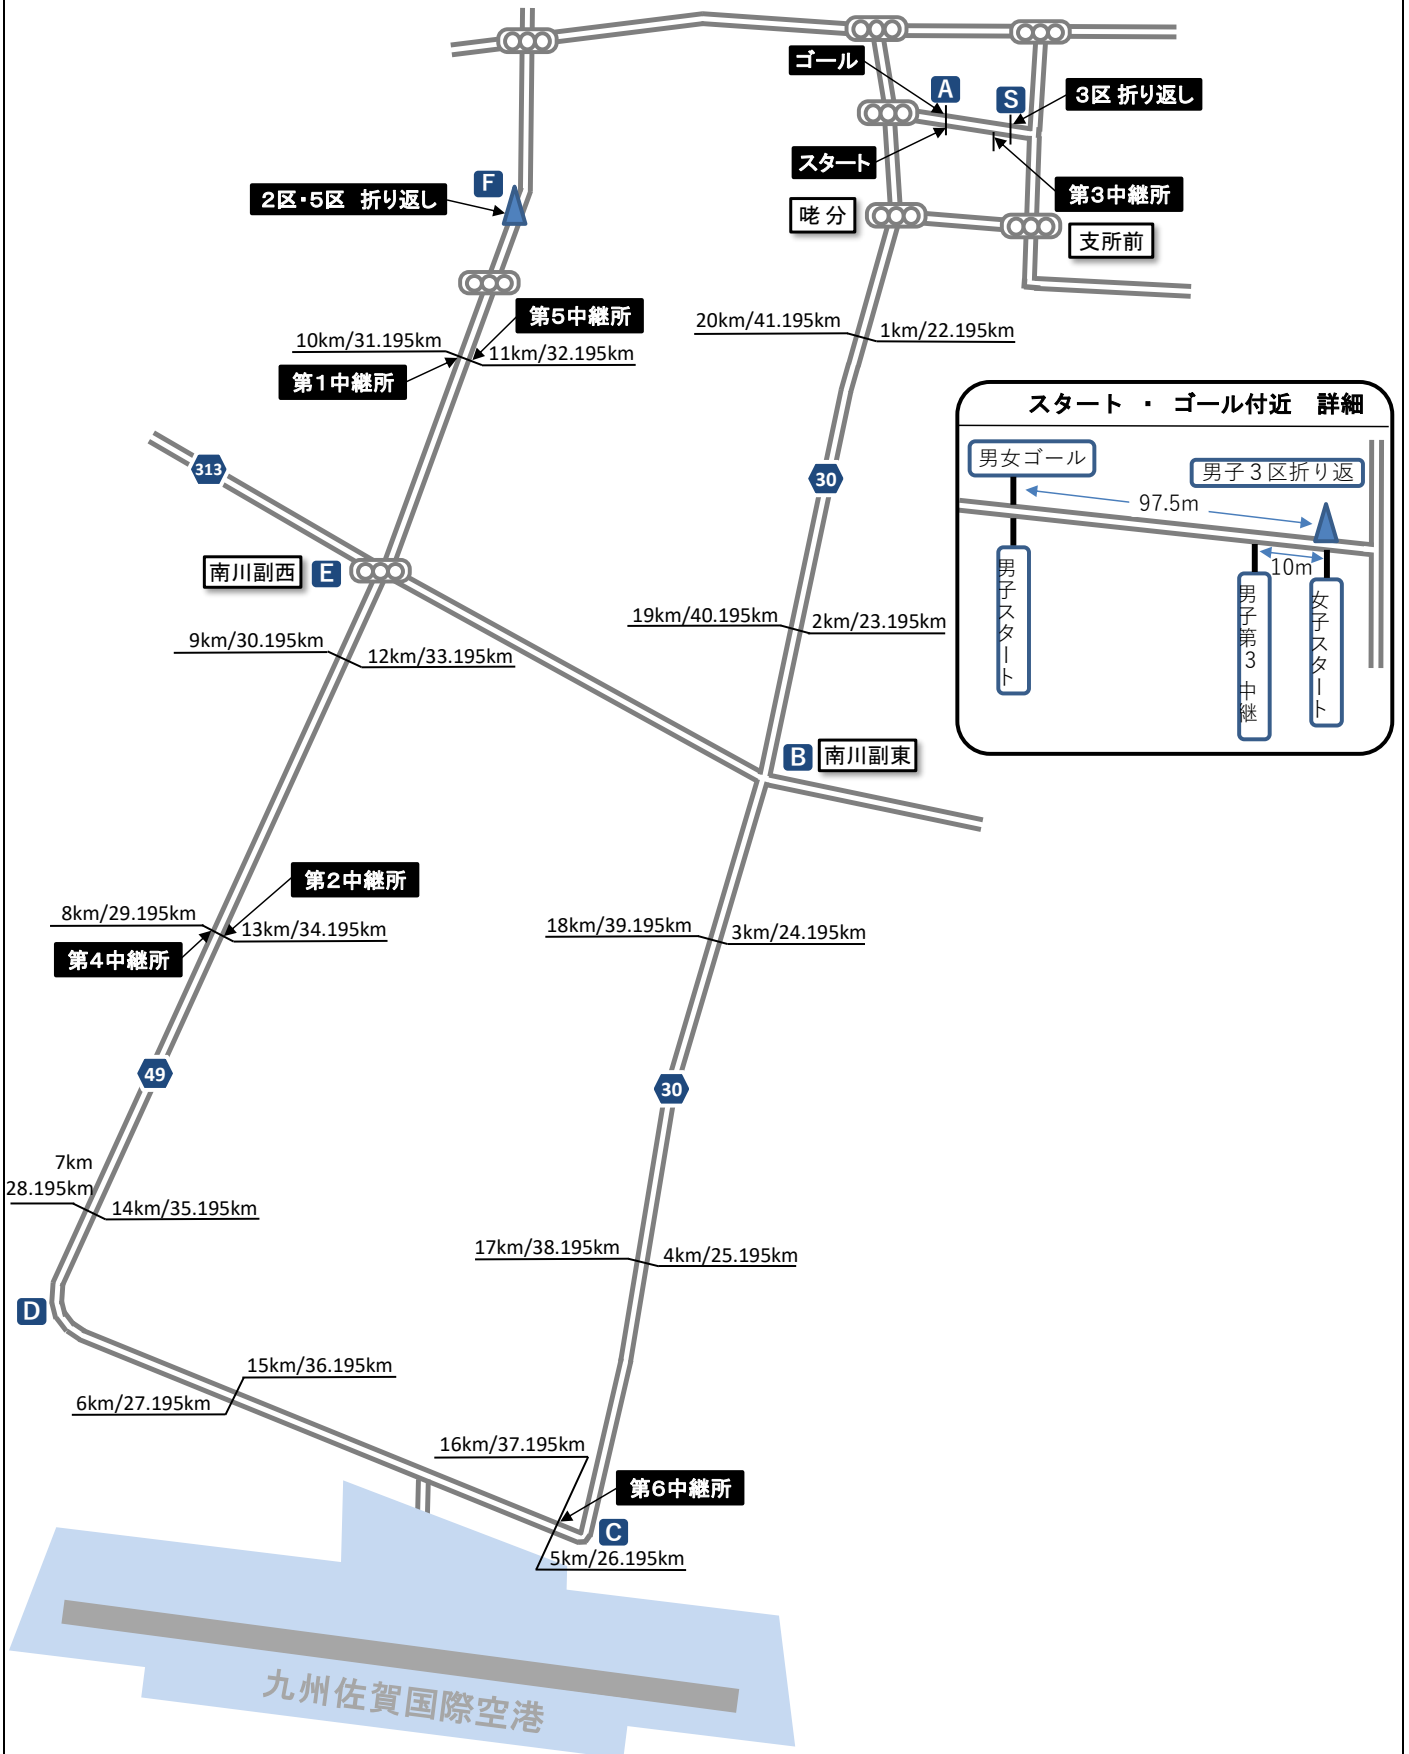 ゴール
A
S
3区 折り返し
スタート
第3中継所
2区・5区 折り返し
F
咾分
支所前
第5中継所
10km/31.195km
11km/32.195km
第1中継所
20km/41.195km
1km/22.195km
スタート ・ ゴール付近 詳細
男女ゴール
男子3区折り返
97.5m
10m
男子スタート
男子第3中継
女子スタート
313
30
南川副西
E
9km/30.195km
12km/33.195km
19km/40.195km
2km/23.195km
B
南川副東
第2中継所
8km/29.195km
13km/34.195km
第4中継所
18km/39.195km
3km/24.195km
49
30
7km
28.195km
14km/35.195km
17km/38.195km
4km/25.195km
D
15km/36.195km
6km/27.195km
16km/37.195km
第6中継所
C
5km/26.195km
九州佐賀国際空港